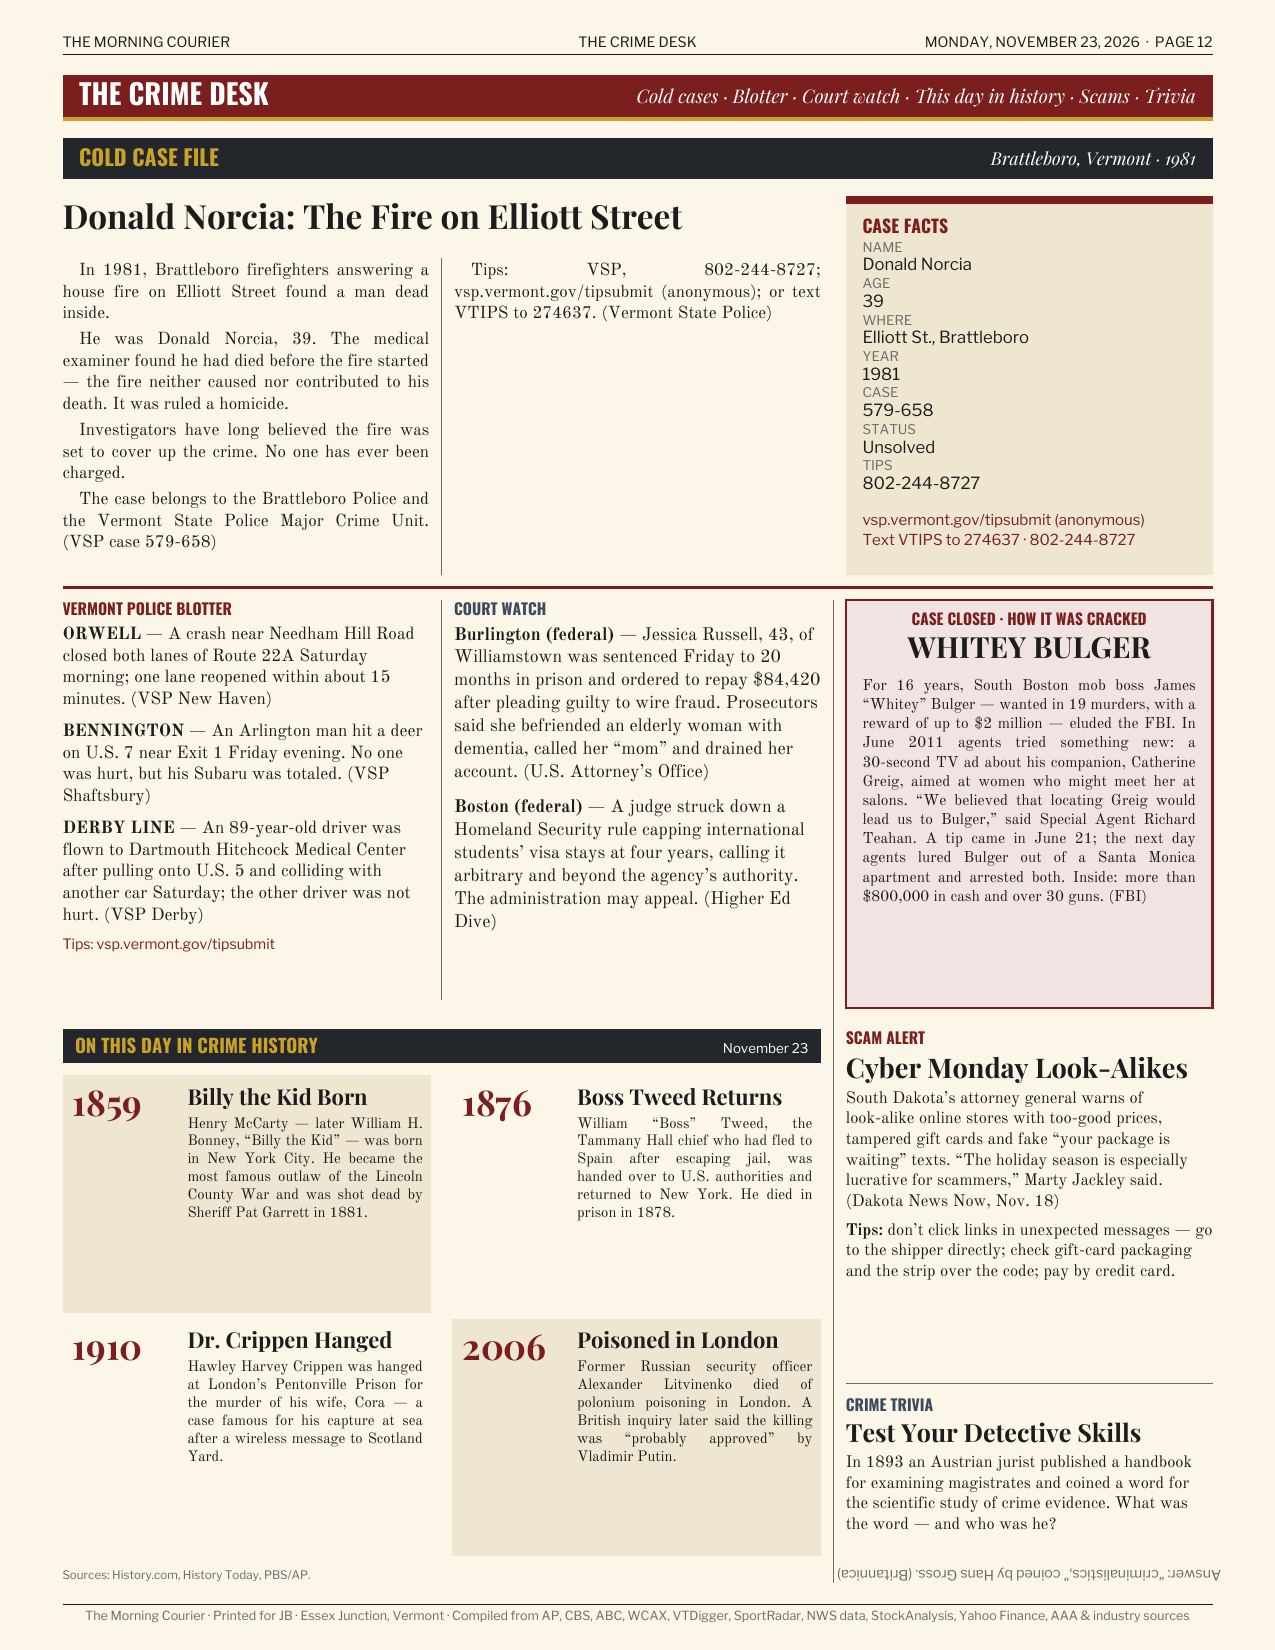 THE MORNING COURIER
THE CRIME DESK
MONDAY, NOVEMBER 23, 2026 · PAGE 12
THE CRIME DESK
Cold cases · Blotter · Court watch · This day in history · Scams · Trivia
COLD CASE FILE
Brattleboro, Vermont · 1981
Donald Norcia: The Fire on Elliott Street
In 1981, Brattleboro firefighters answering a
house fire on Elliott Street found a man dead
inside.
He was Donald Norcia, 39. The medical
examiner found he had died before the fire started
— the fire neither caused nor contributed to his
death. It was ruled a homicide.
Investigators have long believed the fire was
set to cover up the crime. No one has ever been
charged.
The case belongs to the Brattleboro Police and
the Vermont State Police Major Crime Unit.
(VSP case 579-658)
Tips: VSP, 802-244-8727;
vsp.vermont.gov/tipsubmit (anonymous); or text
VTIPS to 274637. (Vermont State Police)
CASE FACTS
NAME
Donald Norcia
AGE
39
WHERE
Elliott St., Brattleboro
YEAR
1981
CASE
579-658
STATUS
Unsolved
TIPS
802-244-8727
vsp.vermont.gov/tipsubmit (anonymous)
Text VTIPS to 274637 · 802-244-8727
VERMONT POLICE BLOTTER
ORWELL — A crash near Needham Hill Road
closed both lanes of Route 22A Saturday
morning; one lane reopened within about 15
minutes. (VSP New Haven)
BENNINGTON — An Arlington man hit a deer
on U.S. 7 near Exit 1 Friday evening. No one
was hurt, but his Subaru was totaled. (VSP
Shaftsbury)
DERBY LINE — An 89-year-old driver was
flown to Dartmouth Hitchcock Medical Center
after pulling onto U.S. 5 and colliding with
another car Saturday; the other driver was not
hurt. (VSP Derby)
Tips: vsp.vermont.gov/tipsubmit
COURT WATCH
Burlington (federal) — Jessica Russell, 43, of
Williamstown was sentenced Friday to 20
months in prison and ordered to repay $84,420
after pleading guilty to wire fraud. Prosecutors
said she befriended an elderly woman with
dementia, called her “mom” and drained her
account. (U.S. Attorney’s Office)
Boston (federal) — A judge struck down a
Homeland Security rule capping international
students’ visa stays at four years, calling it
arbitrary and beyond the agency’s authority.
The administration may appeal. (Higher Ed
Dive)
CASE CLOSED · HOW IT WAS CRACKED
WHITEY BULGER
For 16 years, South Boston mob boss James
“Whitey” Bulger — wanted in 19 murders, with a
reward of up to $2 million — eluded the FBI. In
June 2011 agents tried something new: a
30-second TV ad about his companion, Catherine
Greig, aimed at women who might meet her at
salons. “We believed that locating Greig would
lead us to Bulger,” said Special Agent Richard
Teahan. A tip came in June 21; the next day
agents lured Bulger out of a Santa Monica
apartment and arrested both. Inside: more than
$800,000 in cash and over 30 guns. (FBI)
ON THIS DAY IN CRIME HISTORY
November 23
1859
Billy the Kid Born
Henry McCarty — later William H.
Bonney, “Billy the Kid” — was born
in New York City. He became the
most famous outlaw of the Lincoln
County War and was shot dead by
Sheriff Pat Garrett in 1881.
1876
Boss Tweed Returns
William “Boss” Tweed, the
Tammany Hall chief who had fled to
Spain after escaping jail, was
handed over to U.S. authorities and
returned to New York. He died in
prison in 1878.
1910
Dr. Crippen Hanged
Hawley Harvey Crippen was hanged
at London’s Pentonville Prison for
the murder of his wife, Cora — a
case famous for his capture at sea
after a wireless message to Scotland
Yard.
2006
Poisoned in London
Former Russian security officer
Alexander Litvinenko died of
polonium poisoning in London. A
British inquiry later said the killing
was “probably approved” by
Vladimir Putin.
Sources: History.com, History Today, PBS/AP.
SCAM ALERT
Cyber Monday Look-Alikes
South Dakota’s attorney general warns of
look-alike online stores with too-good prices,
tampered gift cards and fake “your package is
waiting” texts. “The holiday season is especially
lucrative for scammers,” Marty Jackley said.
(Dakota News Now, Nov. 18)
Tips: don’t click links in unexpected messages — go
to the shipper directly; check gift-card packaging
and the strip over the code; pay by credit card.
CRIME TRIVIA
Test Your Detective Skills
In 1893 an Austrian jurist published a handbook
for examining magistrates and coined a word for
the scientific study of crime evidence. What was
the word — and who was he?
Answer: “criminalistics,” coined by Hans Gross. (Britannica)
The Morning Courier · Printed for JB · Essex Junction, Vermont · Compiled from AP, CBS, ABC, WCAX, VTDigger, SportRadar, NWS data, StockAnalysis, Yahoo Finance, AAA & industry sources